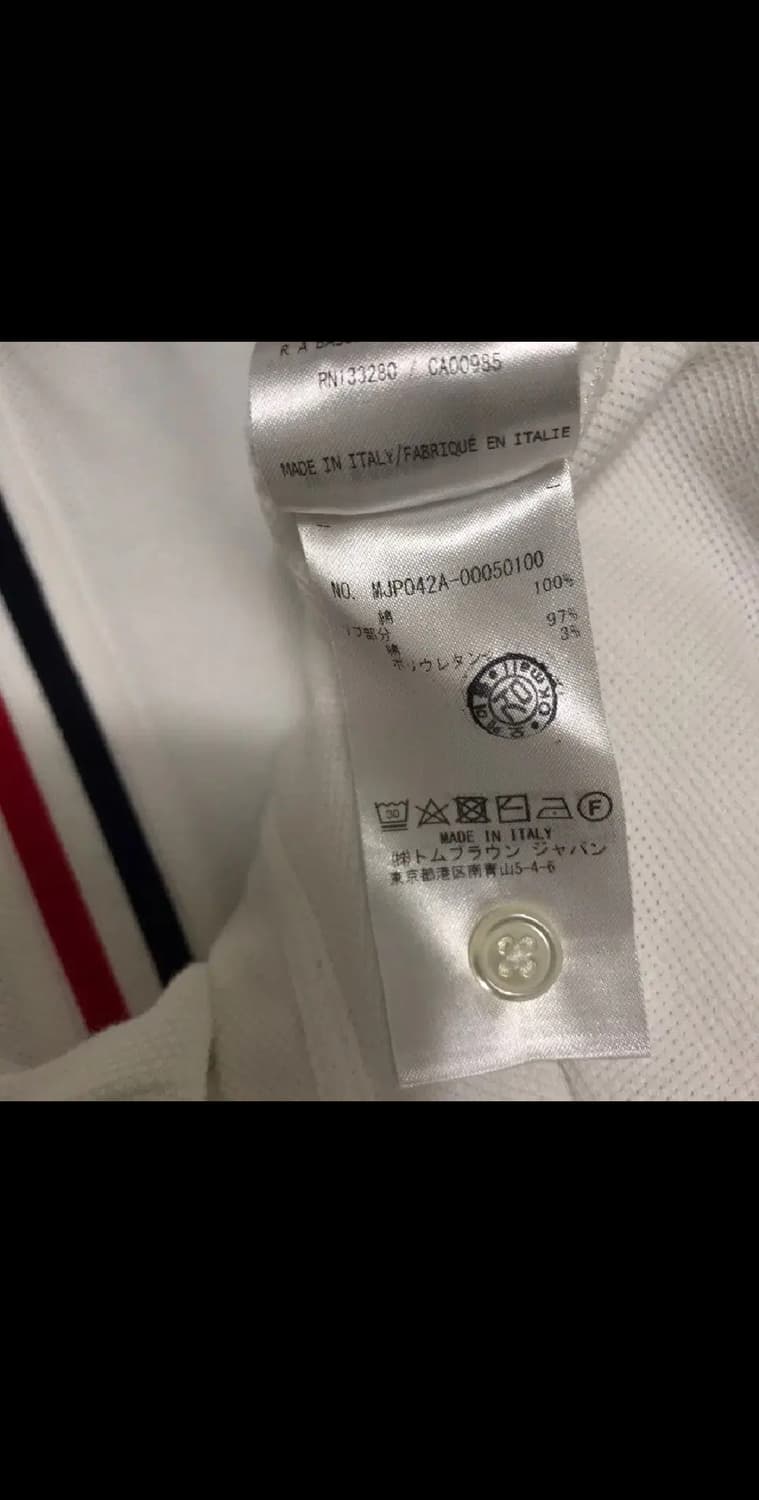 R A
RN133280 / CA00985
MADE IN ITALY/FABRIQUÉ EN ITALIE
NO. MJP042A-00050100
綿 100%
リブ部分
綿 97%
ポリウレタン 3%
30
F
MADE IN ITALY
㈱トムブラウン ジャパン
東京都港区南青山5-4-6